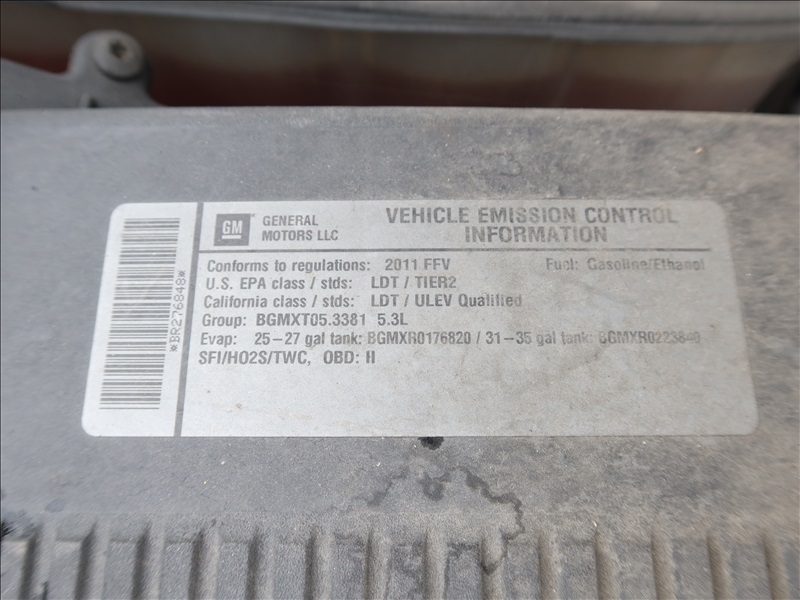 *BR276848*
GM GENERAL MOTORS LLC
VEHICLE EMISSION CONTROL
INFORMATION
Conforms to regulations: 2011 FFV Fuel: Gasoline/Ethanol
U.S. EPA class / stds: LDT / TIER2
California class / stds: LDT / ULEV Qualified
Group: BGMXT05.3381 5.3L
Evap: 25-27 gal tank: BGMXR0176820 / 31-35 gal tank: BGMXR0223840
SFI/HO2S/TWC, OBD: II